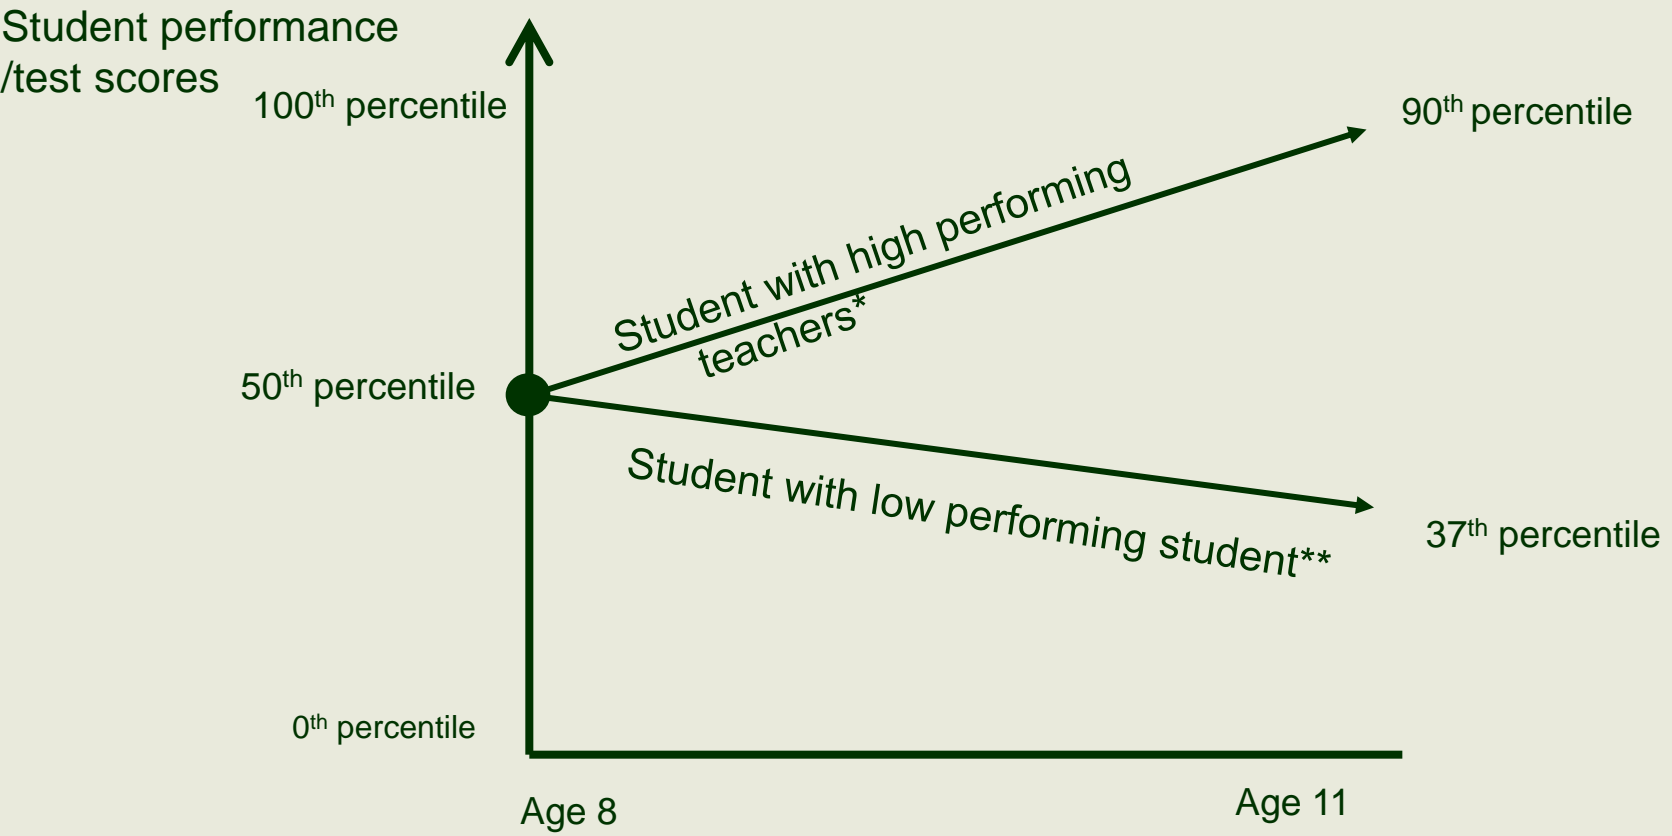 Student performance
/test scores
100th percentile
90th percentile
Student with high performing
teachers*
50th percentile
Student with low performing student**
37th percentile
0th percentile
Age 8
Age 11